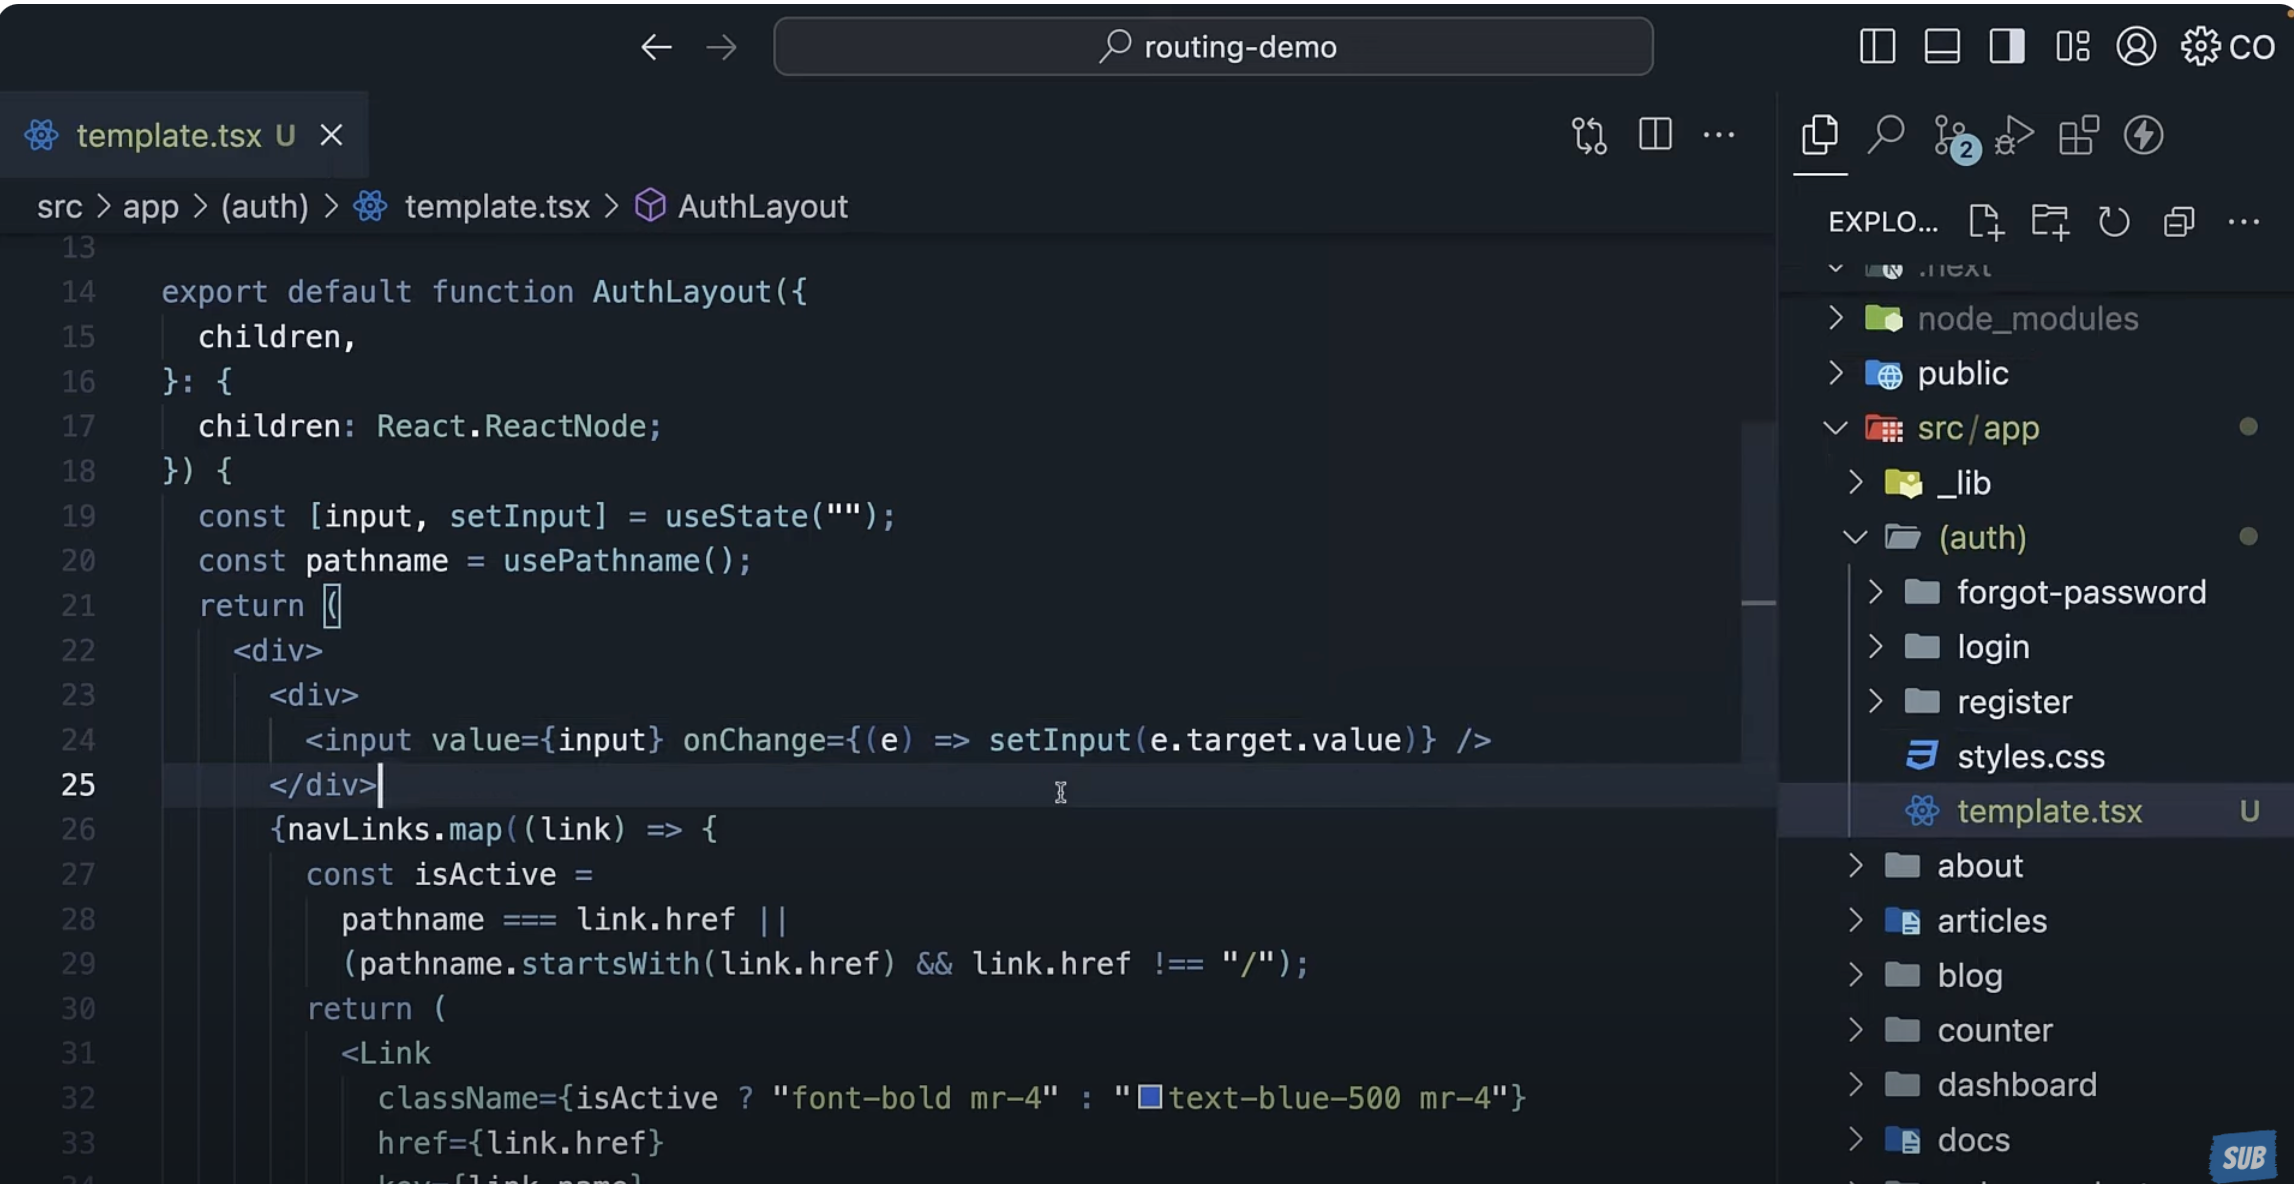 routing-demo
CO
template.tsx U
2
src > app > (auth) > template.tsx > AuthLayout
EXPLO...
13
14 export default function AuthLayout({
15 children,
16 }: {
17 children: React.ReactNode;
18 }) {
19 const [input, setInput] = useState("");
20 const pathname = usePathname();
21 return (
22 <div>
23 <div>
24 <input value={input} onChange={(e) => setInput(e.target.value)} />
25 </div>
26 {navLinks.map((link) => {
27 const isActive =
28 pathname === link.href ||
29 (pathname.startsWith(link.href) && link.href !== "/");
30 return (
31 <Link
32 className={isActive ? "font-bold mr-4" : "text-blue-500 mr-4"}
33 href={link.href}
34 key={link.name}
.next
node_modules
public
src/app
_lib
(auth)
forgot-password
login
register
styles.css
template.tsx U
about
articles
blog
counter
dashboard
docs
SUB